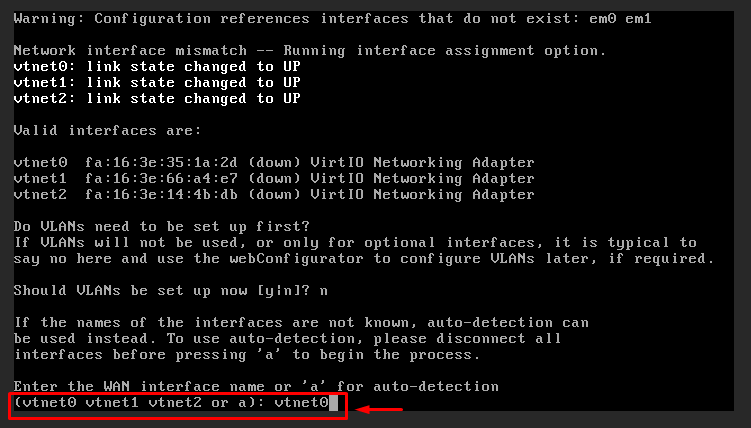 Warning: Configuration references interfaces that do not exist: em0 em1
Network interface mismatch -- Running interface assignment option.
vtnet0: link state changed to UP
vtnet1: link state changed to UP
vtnet2: link state changed to UP
Valid interfaces are:
vtnet0  fa:16:3e:35:1a:2d (down) VirtIO Networking Adapter
vtnet1  fa:16:3e:66:a4:e7 (down) VirtIO Networking Adapter
vtnet2  fa:16:3e:14:4b:db (down) VirtIO Networking Adapter
Do VLANs need to be set up first?
If VLANs will not be used, or only for optional interfaces, it is typical to
say no here and use the webConfigurator to configure VLANs later, if required.
Should VLANs be set up now [y|n]? n
If the names of the interfaces are not known, auto-detection can
be used instead. To use auto-detection, please disconnect all
interfaces before pressing 'a' to begin the process.
Enter the WAN interface name or 'a' for auto-detection
(vtnet0 vtnet1 vtnet2 or a): vtnet0